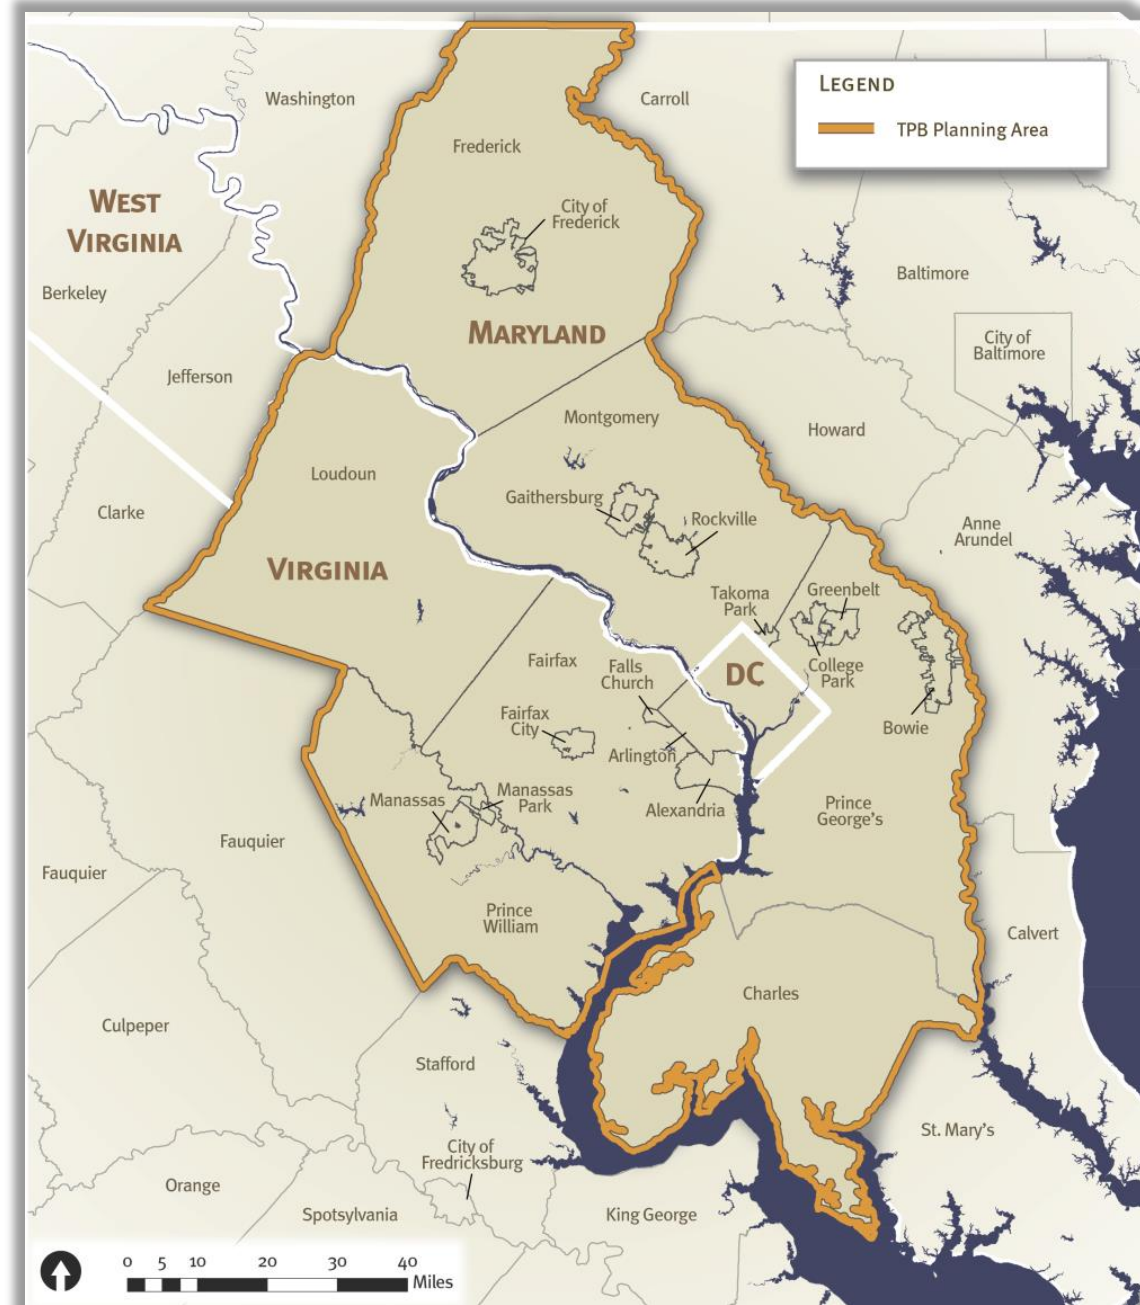 LEGEND
TPB Planning Area
Washington
Carroll
Frederick
WEST
VIRGINIA
City of
Frederick
Baltimore
Berkeley
MARYLAND
City of
Baltimore
Jefferson
Montgomery
Howard
Loudoun
Gaithersburg
Rockville
Clarke
Anne
Arundel
VIRGINIA
Takoma
Park
Greenbelt
Fairfax
Falls
Church
DC
College
Park
Fairfax
City
Bowie
Arlington
Manassas
Manassas
Park
Alexandria
Prince
George's
Fauquier
Fauquier
Prince
William
Calvert
Charles
Culpeper
Stafford
St. Mary's
City of
Fredricksburg
Orange
Spotsylvania
King George
0 5 10 20 30 40
Miles